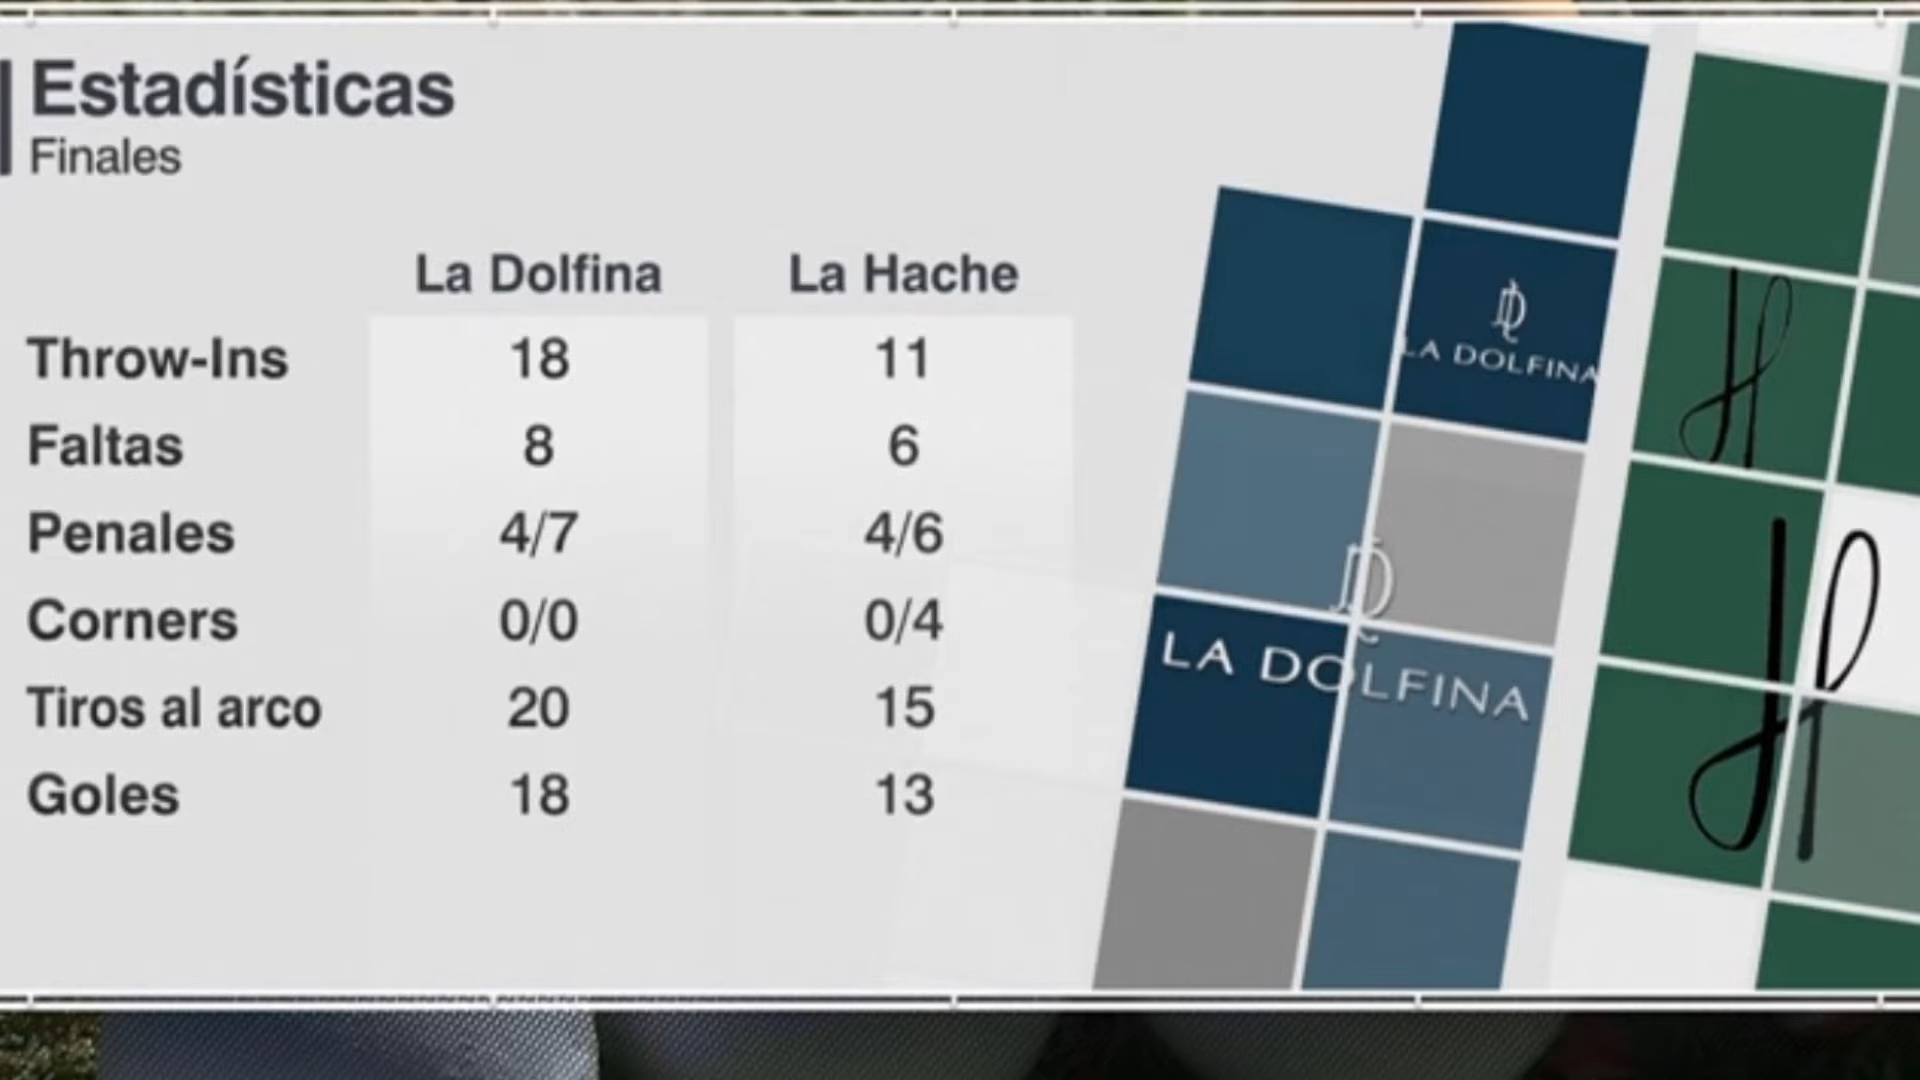 Estadísticas
Finales
La Dolfina La Hache
Throw-Ins 18 11
Faltas 8 6
Penales 4/7 4/6
Corners 0/0 0/4
Tiros al arco 20 15
Goles 18 13
LA DOLFINA
H
LA DOLFINA
H